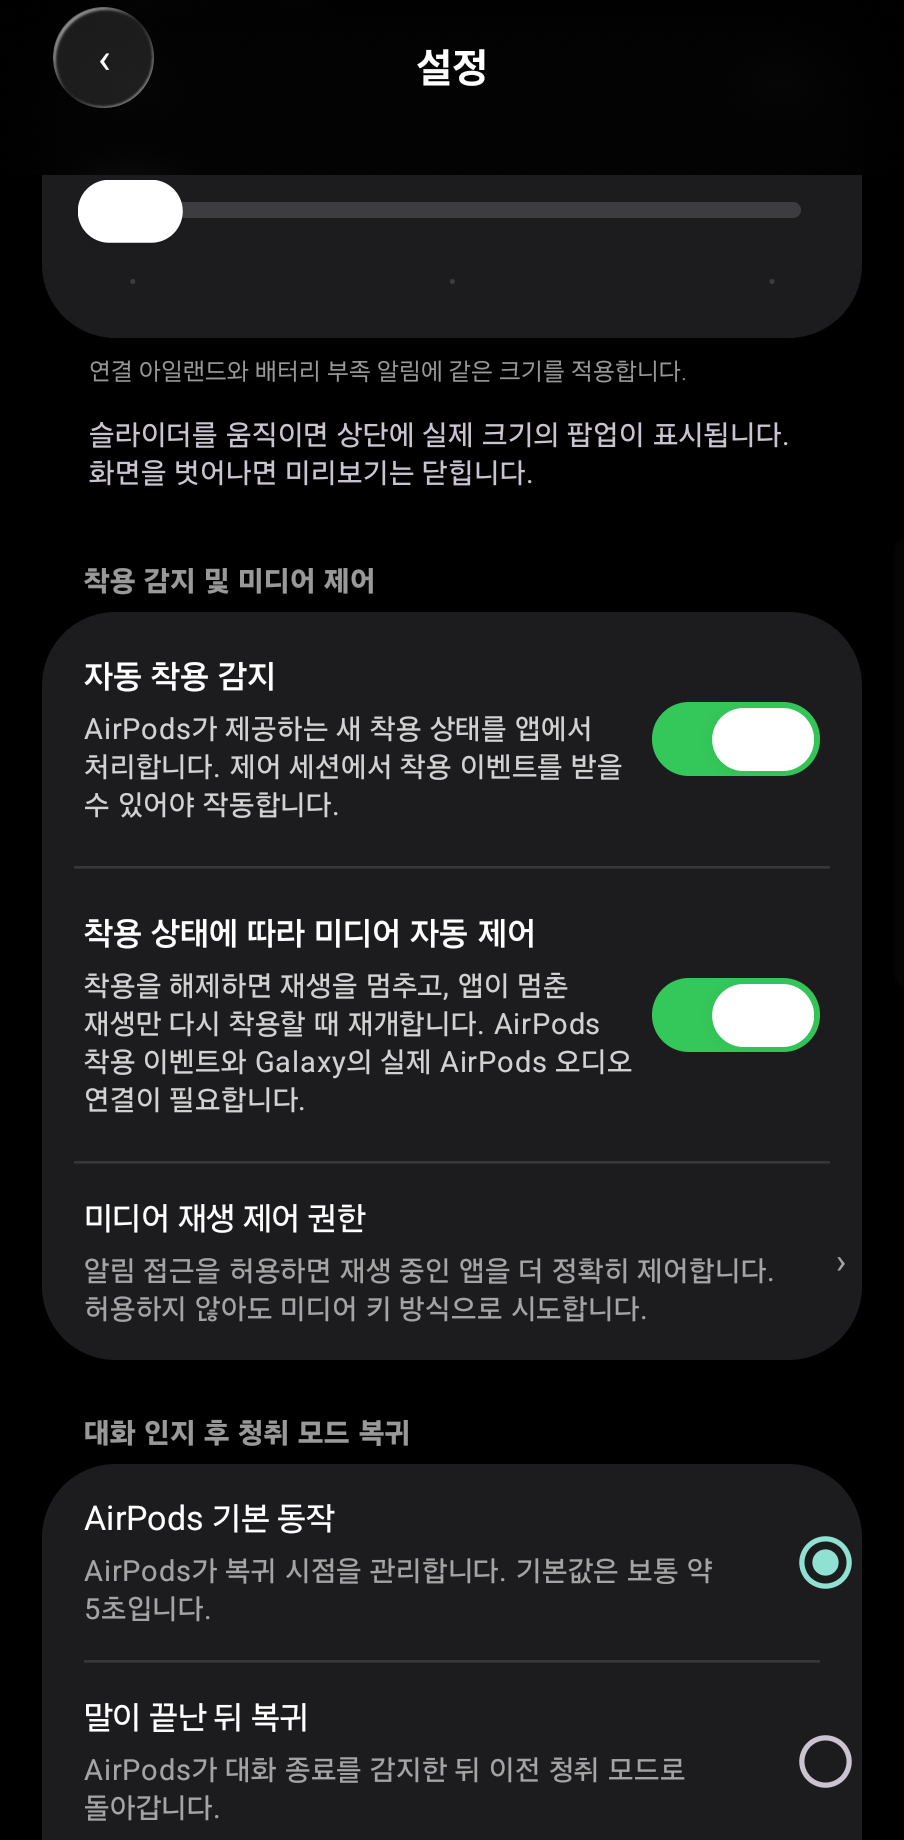 설정
연결 아일랜드와 배터리 부족 알림에 같은 크기를 적용합니다.
슬라이더를 움직이면 상단에 실제 크기의 팝업이 표시됩니다.
화면을 벗어나면 미리보기는 닫힙니다.
착용 감지 및 미디어 제어
자동 착용 감지
AirPods가 제공하는 새 착용 상태를 앱에서
처리합니다. 제어 세션에서 착용 이벤트를 받을
수 있어야 작동합니다.
착용 상태에 따라 미디어 자동 제어
착용을 해제하면 재생을 멈추고, 앱이 멈춘
재생만 다시 착용할 때 재개합니다. AirPods
착용 이벤트와 Galaxy의 실제 AirPods 오디오
연결이 필요합니다.
미디어 재생 제어 권한
알림 접근을 허용하면 재생 중인 앱을 더 정확히 제어합니다.
허용하지 않아도 미디어 키 방식으로 시도합니다.
대화 인지 후 청취 모드 복귀
AirPods 기본 동작
AirPods가 복귀 시점을 관리합니다. 기본값은 보통 약
5초입니다.
말이 끝난 뒤 복귀
AirPods가 대화 종료를 감지한 뒤 이전 청취 모드로
돌아갑니다.